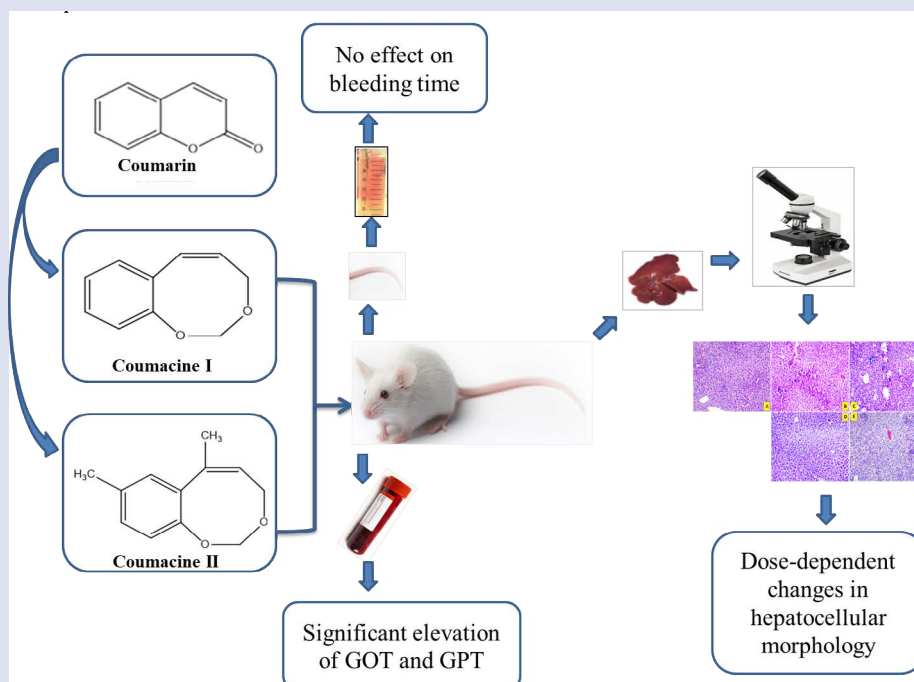 No effect on
bleeding time
O
O
Coumarin
O
O
Coumacine I
CH₃
H₃C
O
O
Coumacine II
A
B
C
D
E
Significant elevation
of GOT and GPT
Dose-dependent
changes in
hepatocellular
morphology